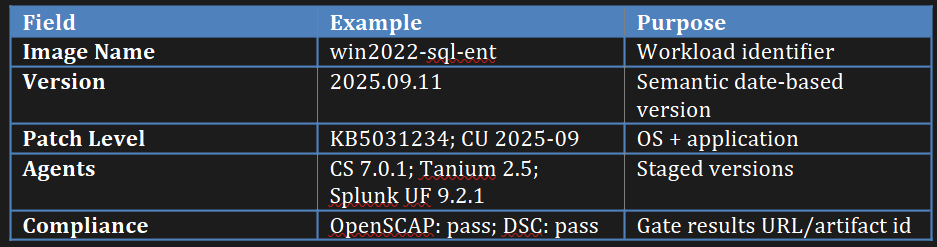 Field Example Purpose
Image Name win2022-sql-ent Workload identifier
Version 2025.09.11 Semantic date-based
version
Patch Level KB5031234; CU 2025-09 OS + application
Agents CS 7.0.1; Tanium 2.5; Staged versions
Splunk UF 9.2.1
Compliance OpenSCAP: pass; DSC: pass Gate results URL/artifact id